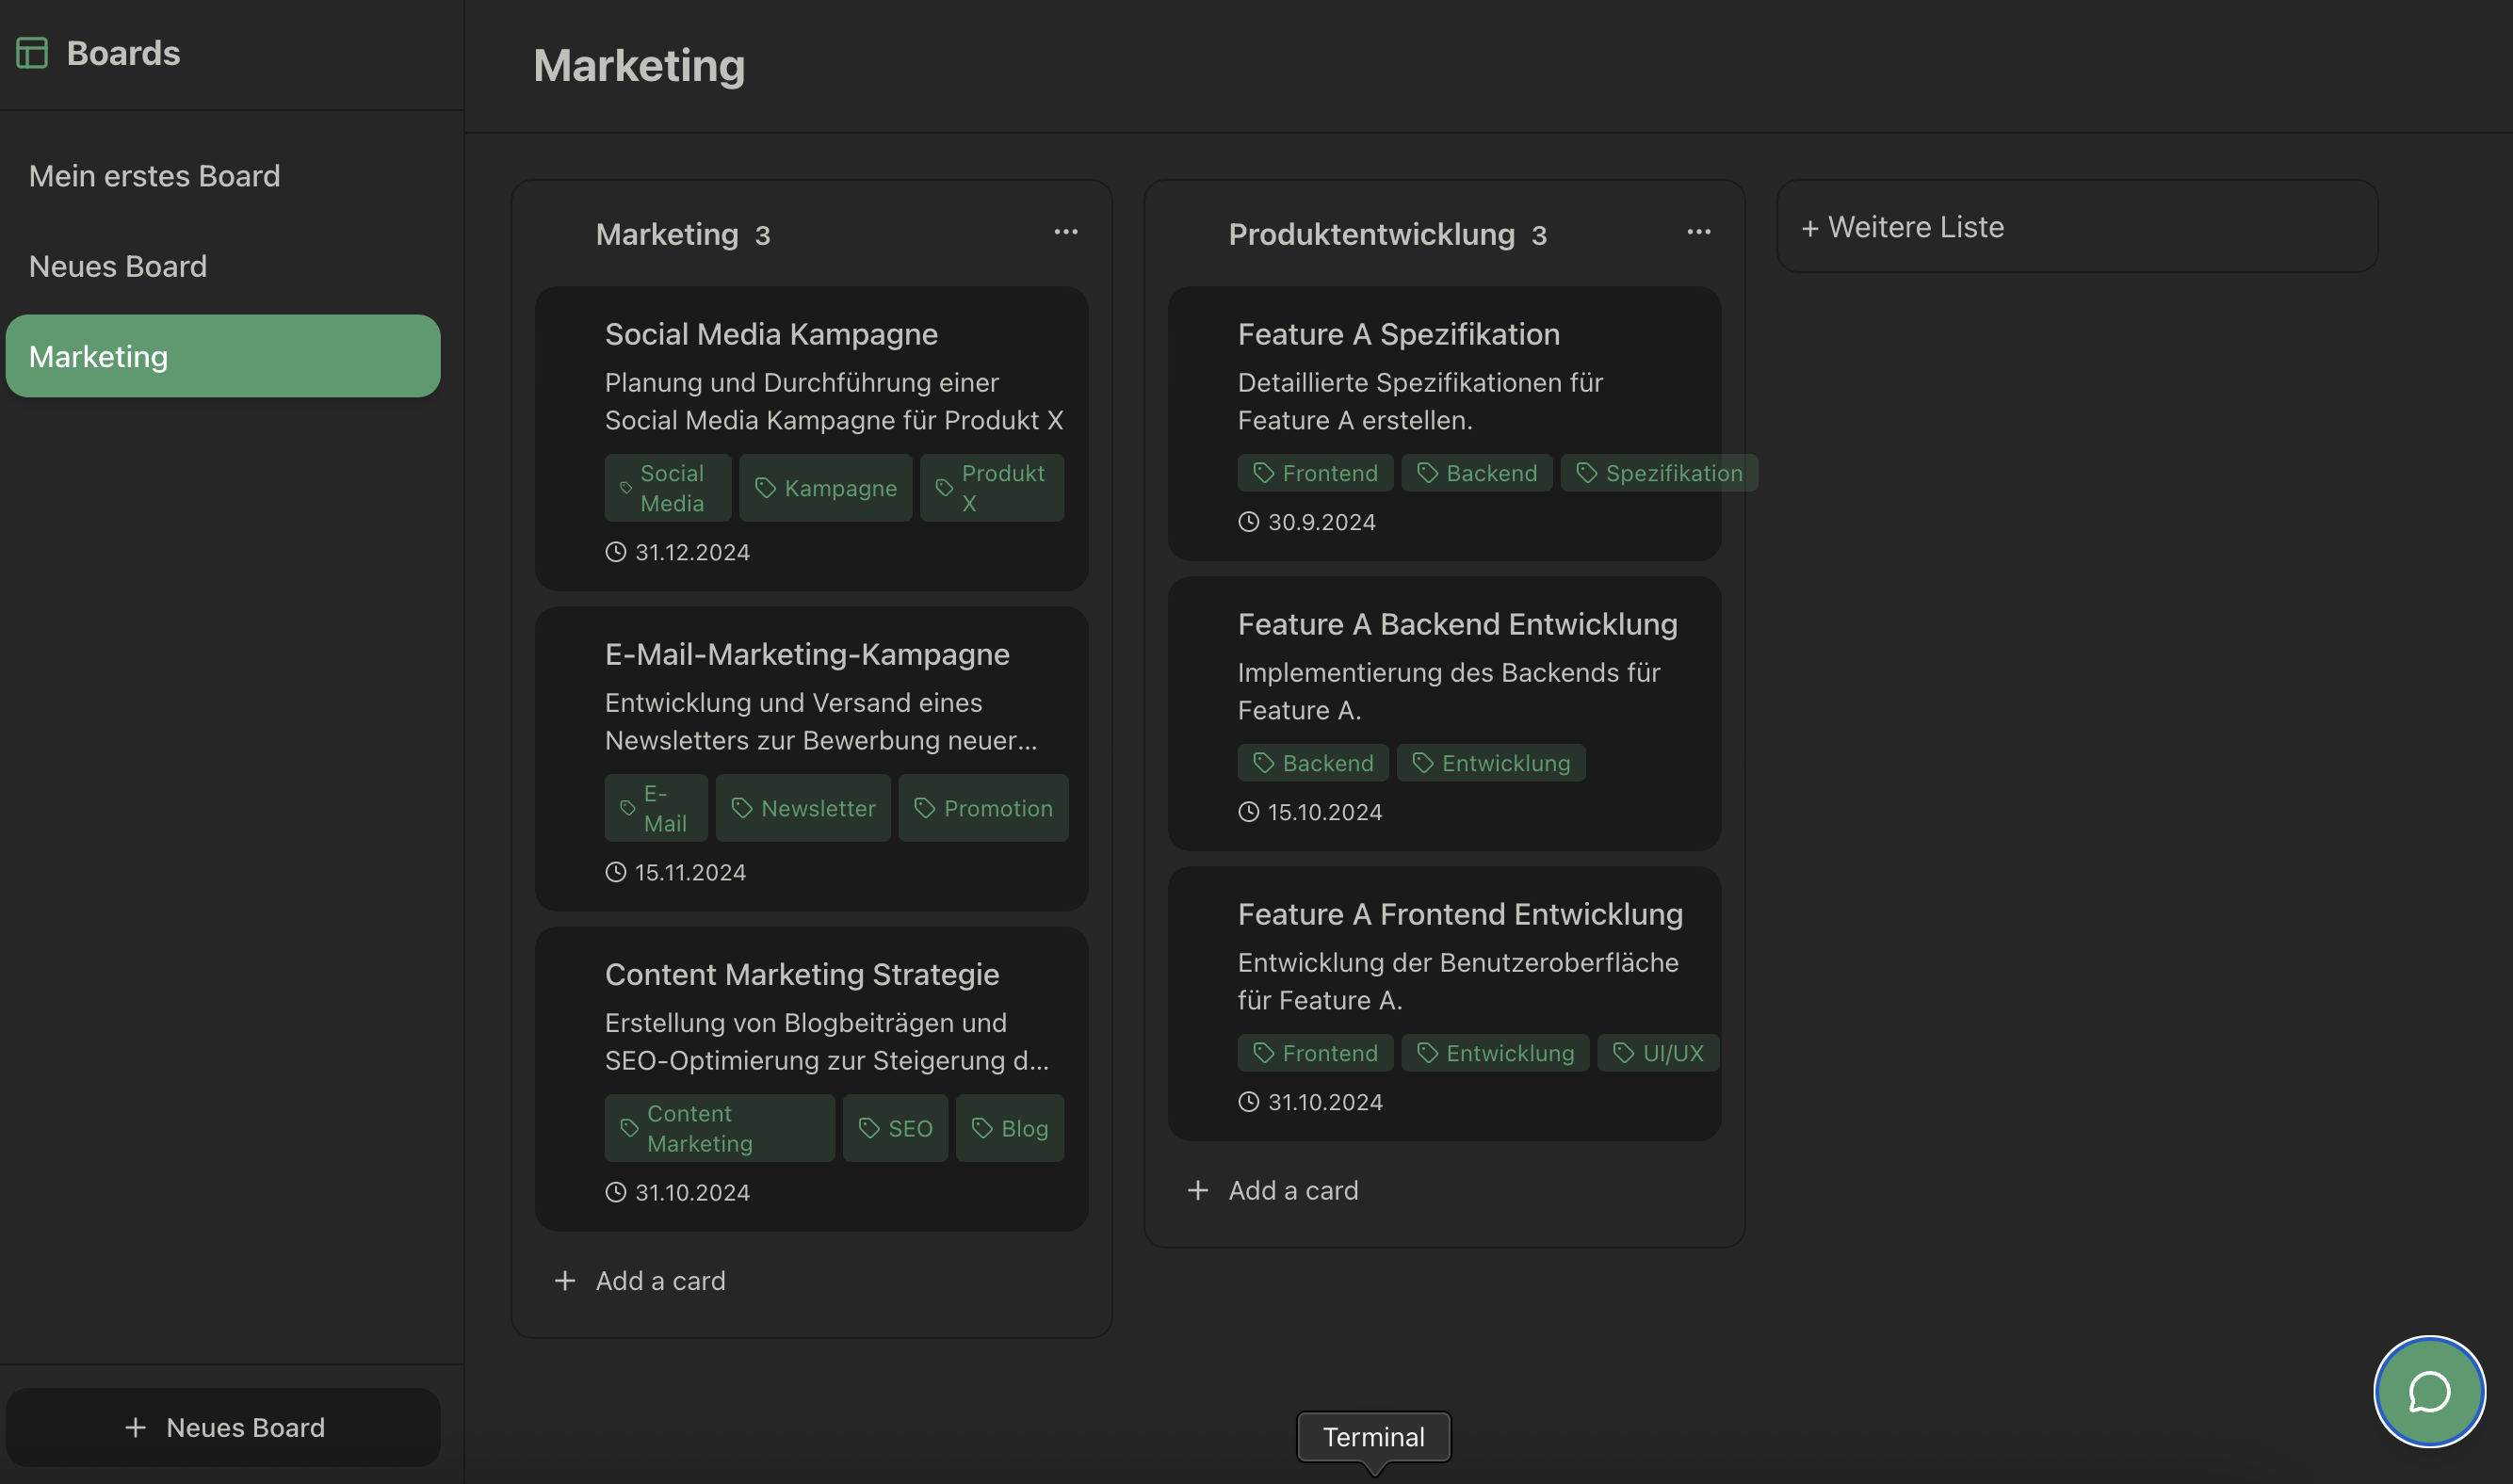 Boards
Mein erstes Board
Neues Board
Marketing
Neues Board
Marketing
Marketing 3
Social Media Kampagne
Planung und Durchführung einer
Social Media Kampagne für Produkt X
Social
Media
Kampagne
Produkt
X
31.12.2024
E-Mail-Marketing-Kampagne
Entwicklung und Versand eines
Newsletters zur Bewerbung neuer...
E-
Mail
Newsletter
Promotion
15.11.2024
Content Marketing Strategie
Erstellung von Blogbeiträgen und
SEO-Optimierung zur Steigerung d...
Content
Marketing
SEO
Blog
31.10.2024
+ Add a card
Produktentwicklung 3
Feature A Spezifikation
Detaillierte Spezifikationen für
Feature A erstellen.
Frontend
Backend
Spezifikation
30.9.2024
Feature A Backend Entwicklung
Implementierung des Backends für
Feature A.
Backend
Entwicklung
15.10.2024
Feature A Frontend Entwicklung
Entwicklung der Benutzeroberfläche
für Feature A.
Frontend
Entwicklung
UI/UX
31.10.2024
+ Add a card
+ Weitere Liste
Terminal